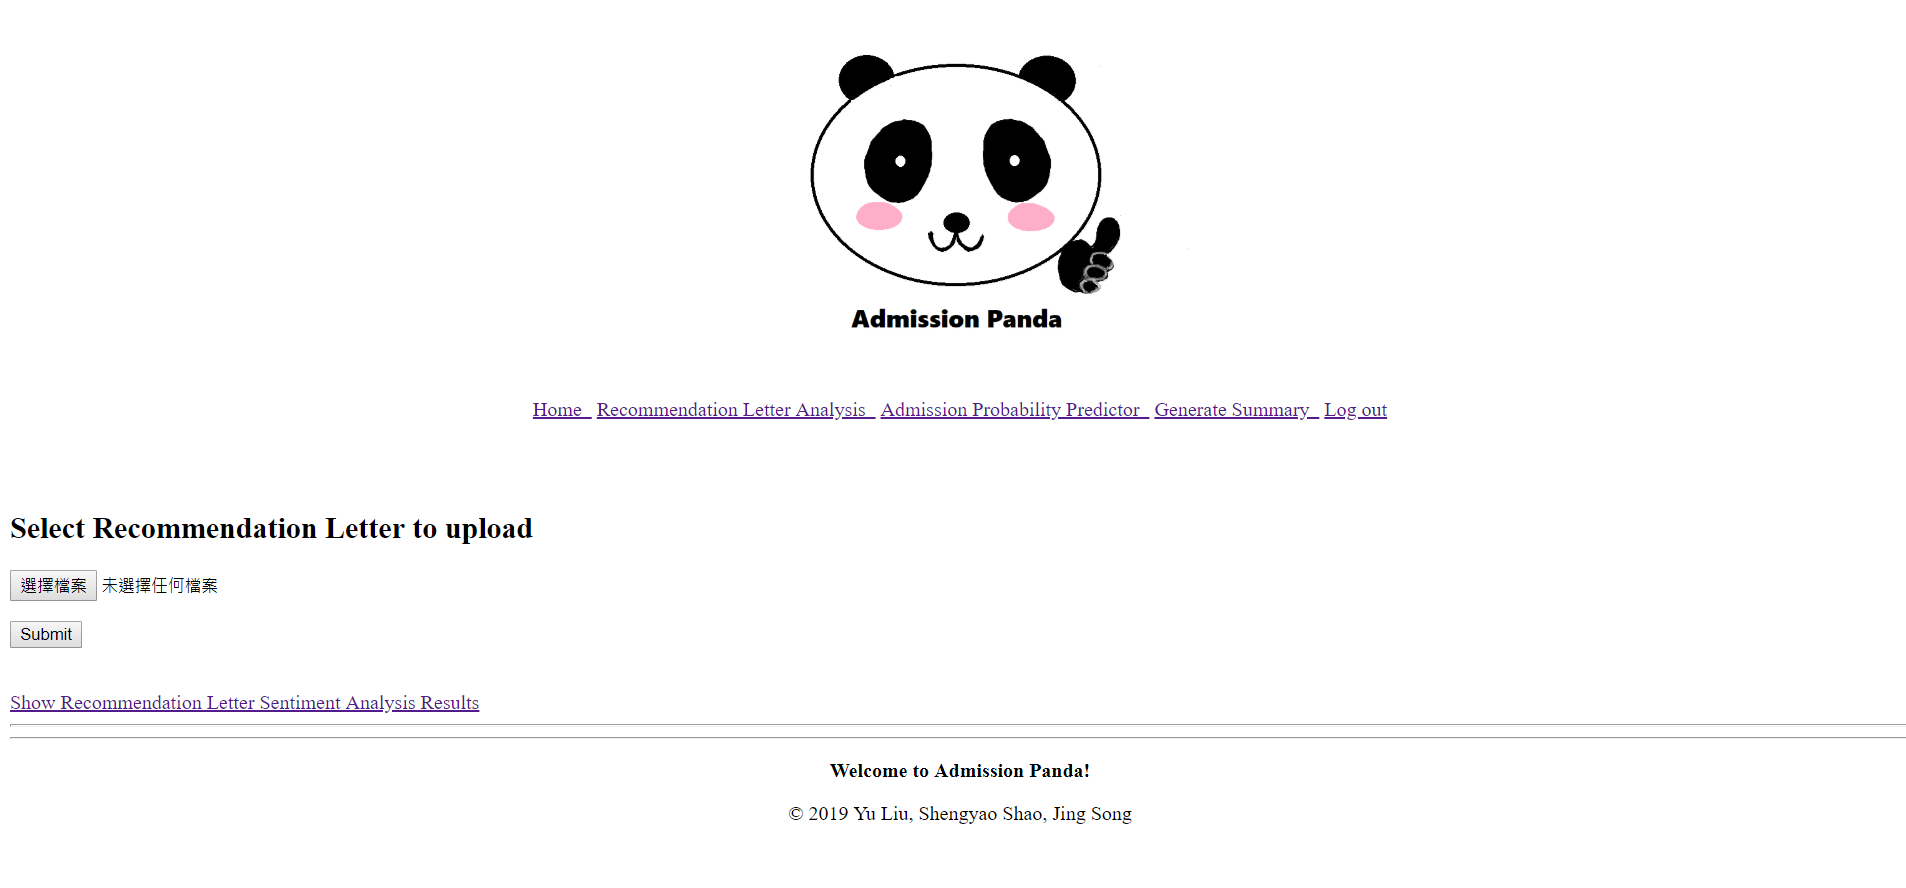 Admission Panda
Home  Recommendation Letter Analysis  Admission Probability Predictor  Generate Summary  Log out
Select Recommendation Letter to upload
選擇檔案 未選擇任何檔案
Submit
Show Recommendation Letter Sentiment Analysis Results
Welcome to Admission Panda!
© 2019 Yu Liu, Shengyao Shao, Jing Song